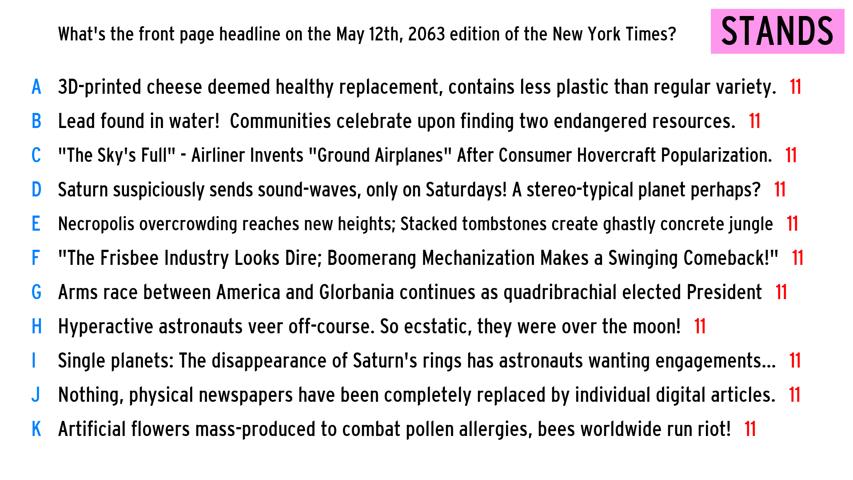 What's the front page headline on the May 12th, 2063 edition of the New York Times?
STANDS
A 3D-printed cheese deemed healthy replacement, contains less plastic than regular variety. 11
B Lead found in water!  Communities celebrate upon finding two endangered resources. 11
C "The Sky's Full" - Airliner Invents "Ground Airplanes" After Consumer Hovercraft Popularization. 11
D Saturn suspiciously sends sound-waves, only on Saturdays! A stereo-typical planet perhaps? 11
E Necropolis overcrowding reaches new heights; Stacked tombstones create ghastly concrete jungle 11
F "The Frisbee Industry Looks Dire; Boomerang Mechanization Makes a Swinging Comeback!" 11
G Arms race between America and Glorbania continues as quadribrachial elected President 11
H Hyperactive astronauts veer off-course. So ecstatic, they were over the moon! 11
I Single planets: The disappearance of Saturn's rings has astronauts wanting engagements... 11
J Nothing, physical newspapers have been completely replaced by individual digital articles. 11
K Artificial flowers mass-produced to combat pollen allergies, bees worldwide run riot! 11